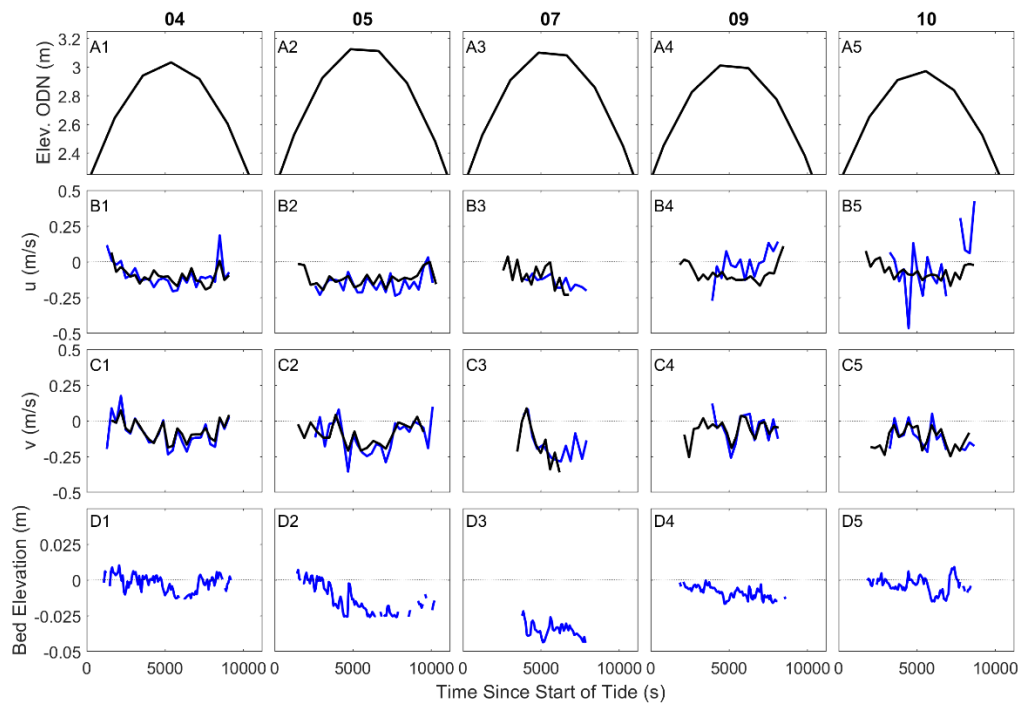 04 05 07 09 10
Elev. ODN (m)
3.2
3
2.8
2.6
2.4
A1 A2 A3 A4 A5
u (m/s)
0.5
0.25
0
-0.25
-0.5
B1 B2 B3 B4 B5
v (m/s)
0.5
0.25
0
-0.25
-0.5
C1 C2 C3 C4 C5
Bed Elevation (m)
0.025
0
-0.025
-0.05
D1 D2 D3 D4 D5
0 5000 10000 0 5000 10000 0 5000 10000 0 5000 10000 0 5000 10000
Time Since Start of Tide (s)